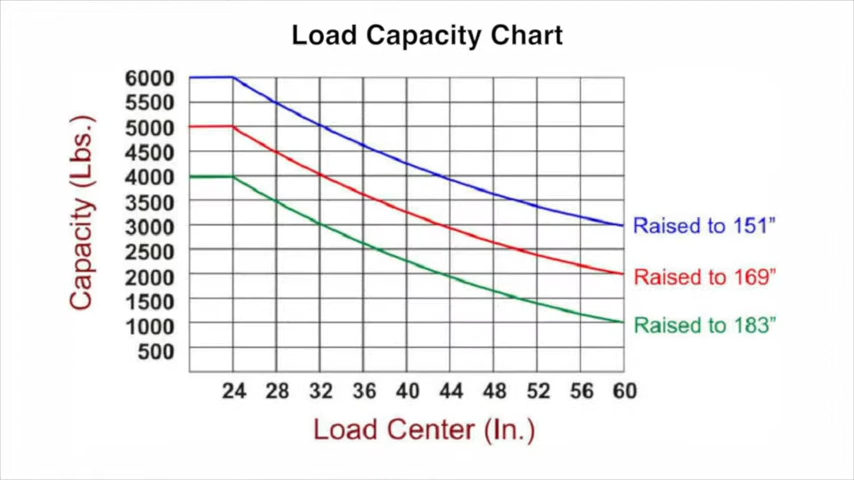 Load Capacity Chart
Capacity (Lbs.)
6000
5500
5000
4500
4000
3500
3000
2500
2000
1500
1000
500
Raised to 151”
Raised to 169”
Raised to 183”
24 28 32 36 40 44 48 52 56 60
Load Center (In.)